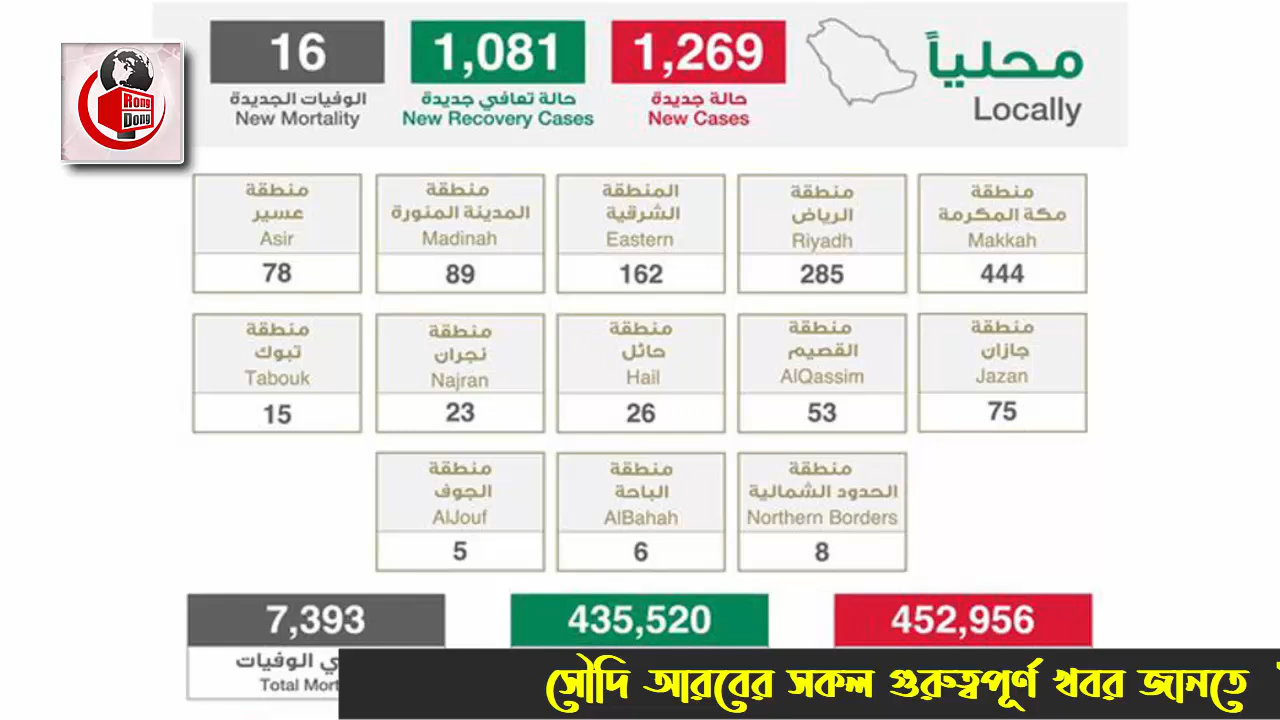 16
1,081
1,269
محلياً
Locally
الوفيات الجديدة
New Mortality
حالة تعافي جديدة
New Recovery Cases
حالة جديدة
New Cases
Rong
Dong
منطقة
عسير
Asir
78
منطقة
المدينة المنورة
Madinah
89
المنطقة
الشرقية
Eastern
162
منطقة
الرياض
Riyadh
285
منطقة
مكة المكرمة
Makkah
444
منطقة
تبوك
Tabouk
15
منطقة
نجران
Najran
23
منطقة
حائل
Hail
26
منطقة
القصيم
AlQassim
53
منطقة
جازان
Jazan
75
منطقة
الجوف
AlJouf
5
منطقة
الباحة
AlBahah
6
منطقة
الحدود الشمالية
Northern Borders
8
7,393
435,520
452,956
الوفيات
Total
সৌদি আরবের সকল গুরুত্বপূর্ণ খবর জানতে